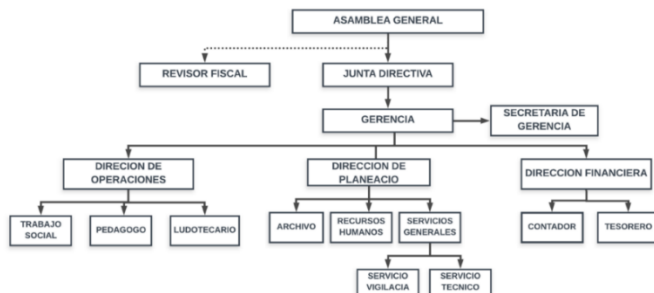 ASAMBLEA GENERAL
REVISOR FISCAL
JUNTA DIRECTIVA
GERENCIA
SECRETARIA DE
GERENCIA
DIRECION DE
OPERACIONES
DIRECCION DE
PLANEACIO
DIRECCION FINANCIERA
TRABAJO
SOCIAL
PEDAGOGO
LUDOTECARIO
ARCHIVO
RECURSOS
HUMANOS
SERVICIOS
GENERALES
CONTADOR
TESORERO
SERVICIO
VIGILACIA
SERVICIO
TECNICO